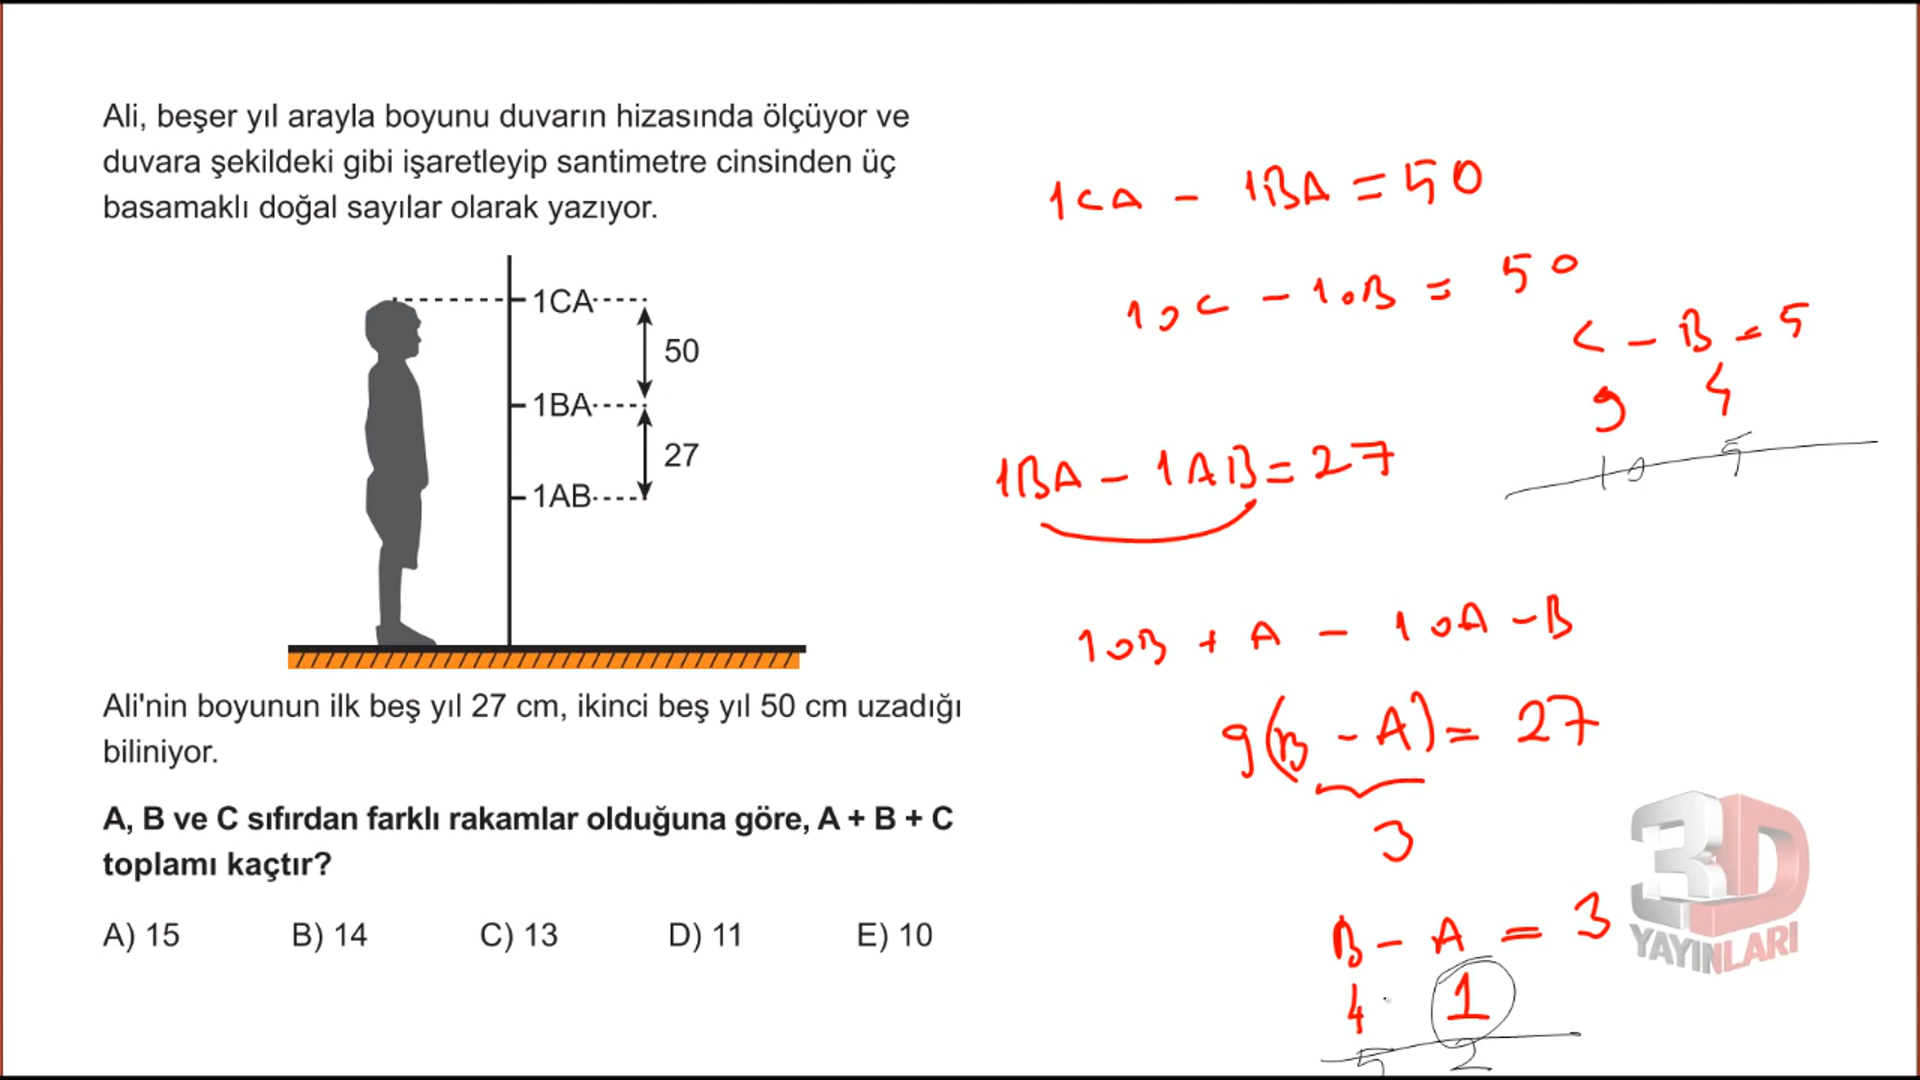 Ali, beşer yıl arayla boyunu duvarın hizasında ölçüyor ve
duvara şekildeki gibi işaretleyip santimetre cinsinden üç
basamaklı doğal sayılar olarak yazıyor.
1CA
50
1BA
27
1AB
Ali'nin boyunun ilk beş yıl 27 cm, ikinci beş yıl 50 cm uzadığı
biliniyor.
A, B ve C sıfırdan farklı rakamlar olduğuna göre, A + B + C
toplamı kaçtır?
A) 15 B) 14 C) 13 D) 11 E) 10
1CA - 1BA = 50
10C - 10B = 50
C - B = 5
9 4
10 5
1BA - 1AB = 27
10B + A - 10A - B
9(B - A) = 27
3
B - A = 3
4 1
5 2
3D
YAYINLARI